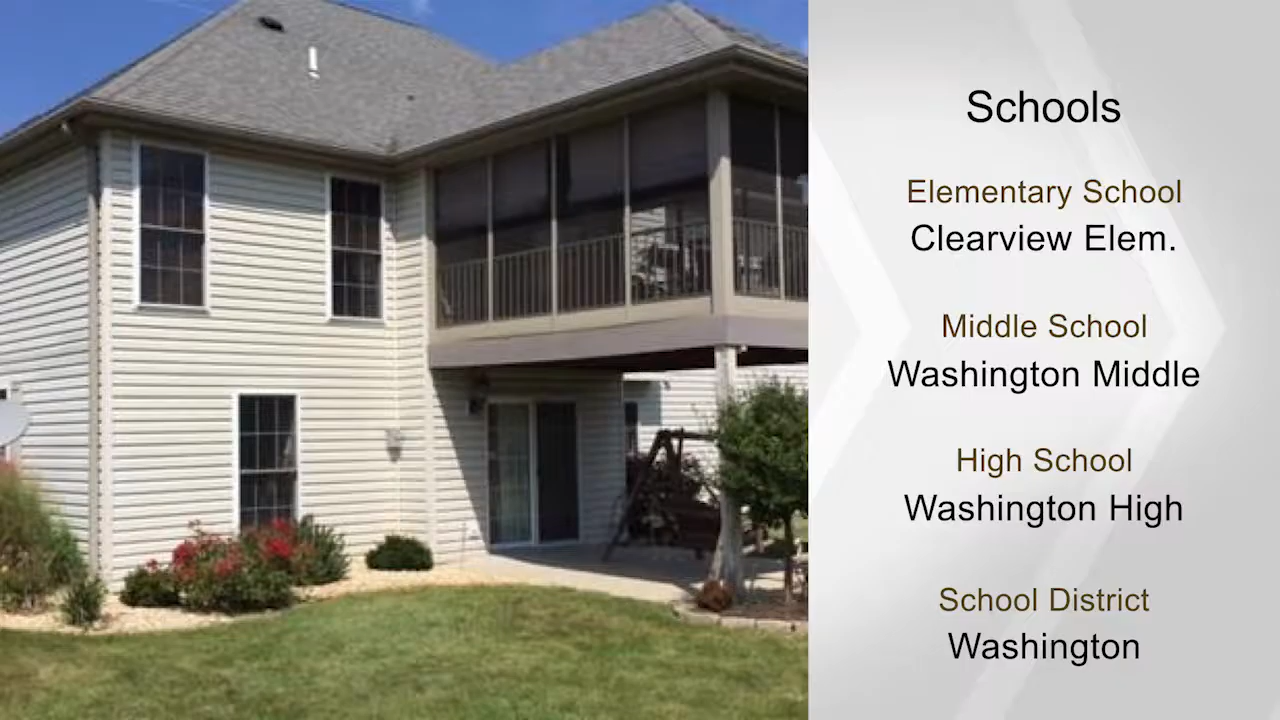 Schools
Elementary School
Clearview Elem.
Middle School
Washington Middle
High School
Washington High
School District
Washington